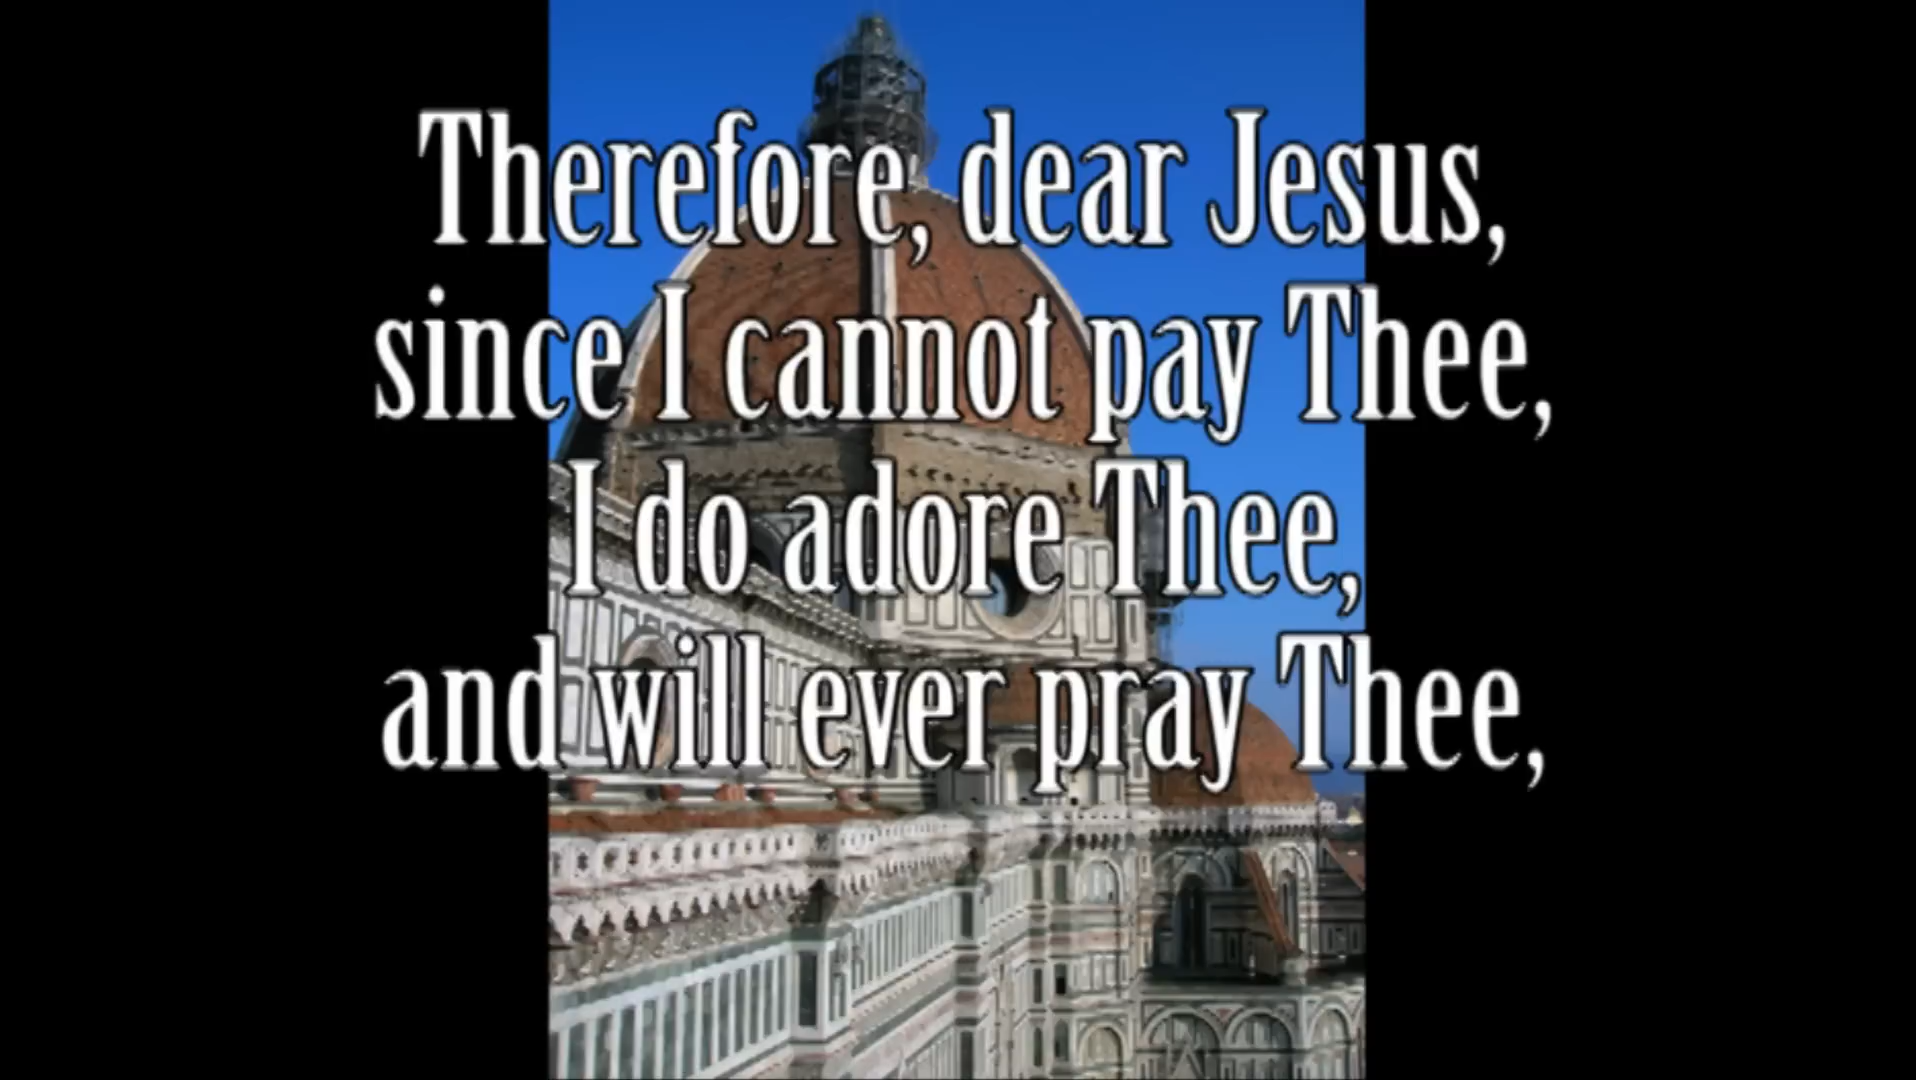 Therefore, dear Jesus,
since I cannot pay Thee,
I do adore Thee,
and will ever pray Thee,